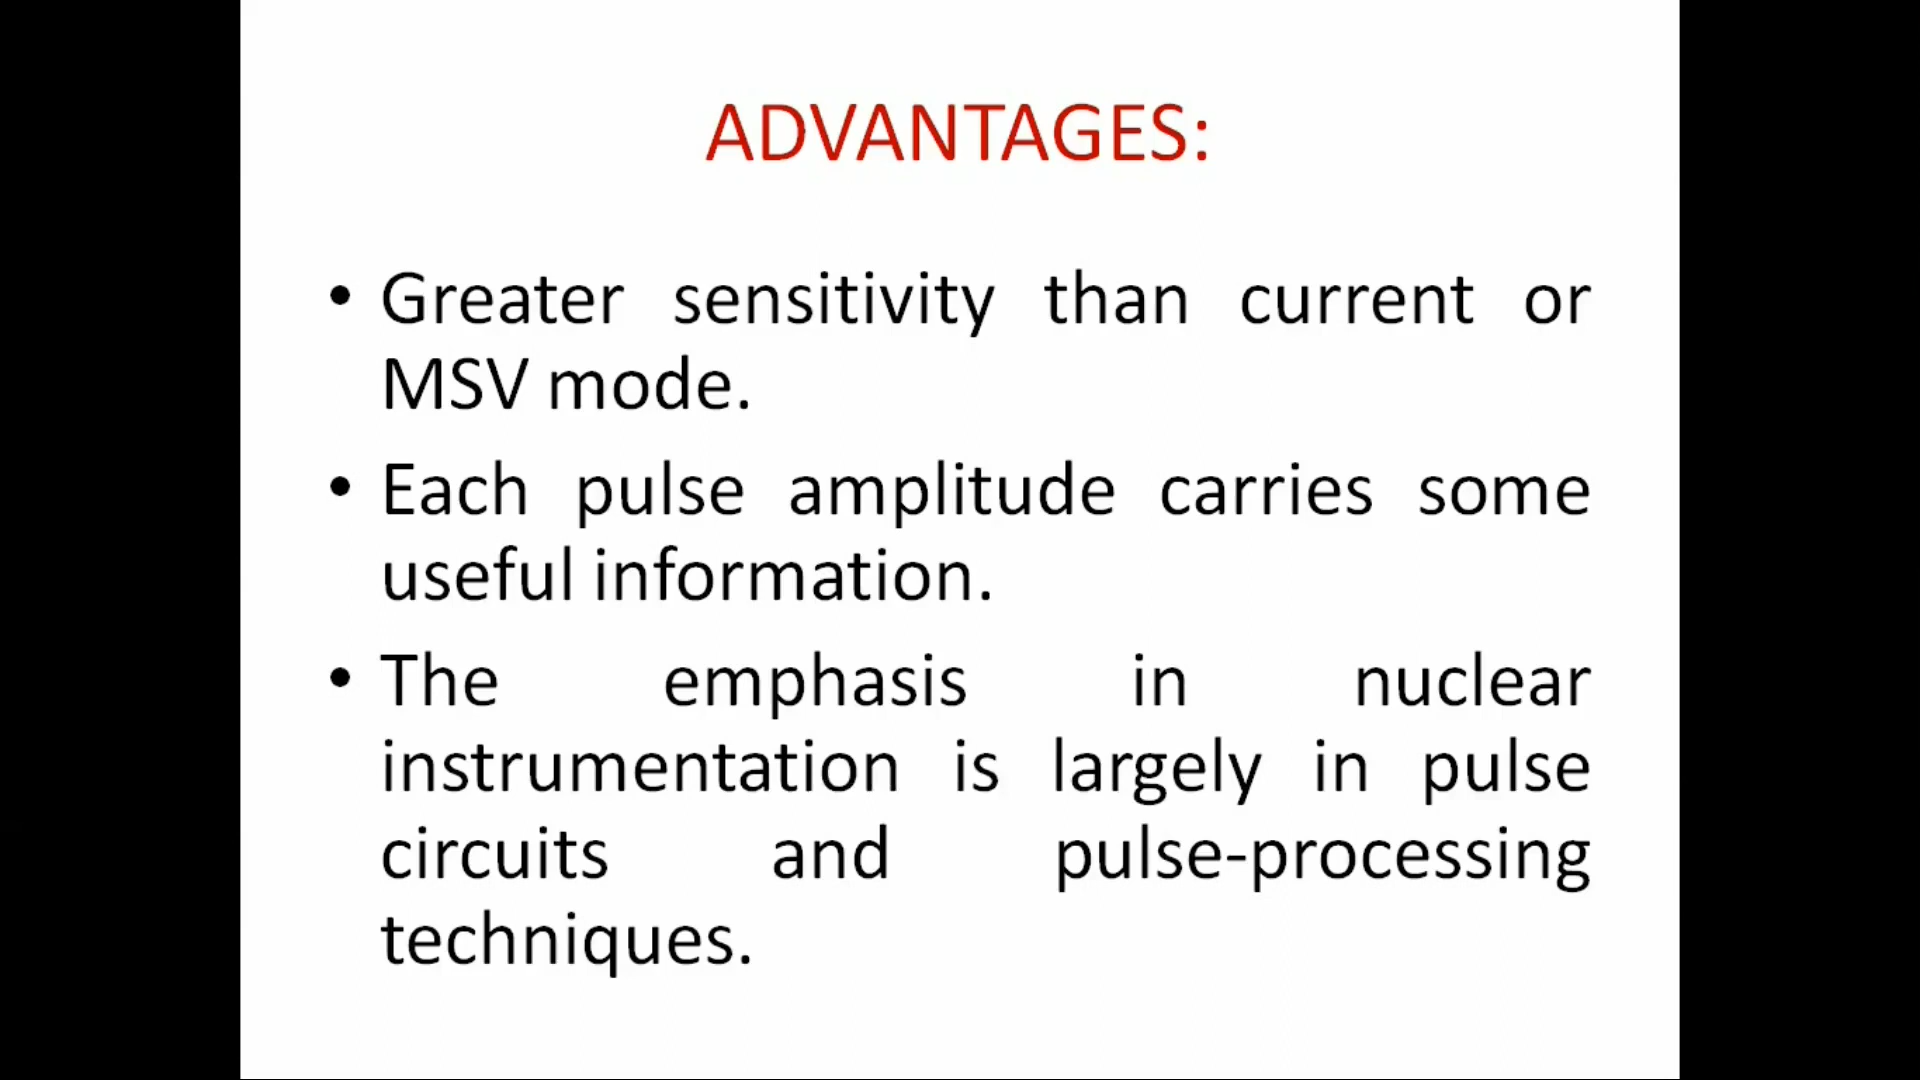 ADVANTAGES:
• Greater sensitivity than current or
MSV mode.
• Each pulse amplitude carries some
useful information.
• The emphasis in nuclear
instrumentation is largely in pulse
circuits and pulse-processing
techniques.